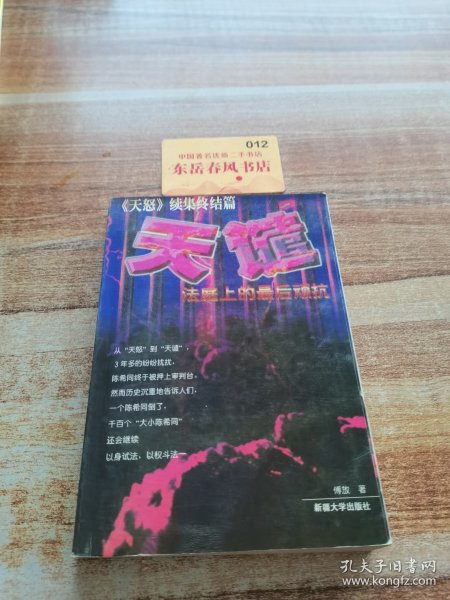 012
中国著名优质二手书店
东岳春风书店
《天怒》续集终结篇
天谴
法庭上的最后顽抗
从“天怒”到“天谴”,
3年多的纷纷扰扰,
陈希同终于被押上审判台,
然而历史沉重地告诉人们,
一个陈希同倒了,
千百个“大小陈希同”
还会继续
以身试法、以权斗法—
傅放 著
新疆大学出版社
孔夫子旧书网
www.kongfz.com